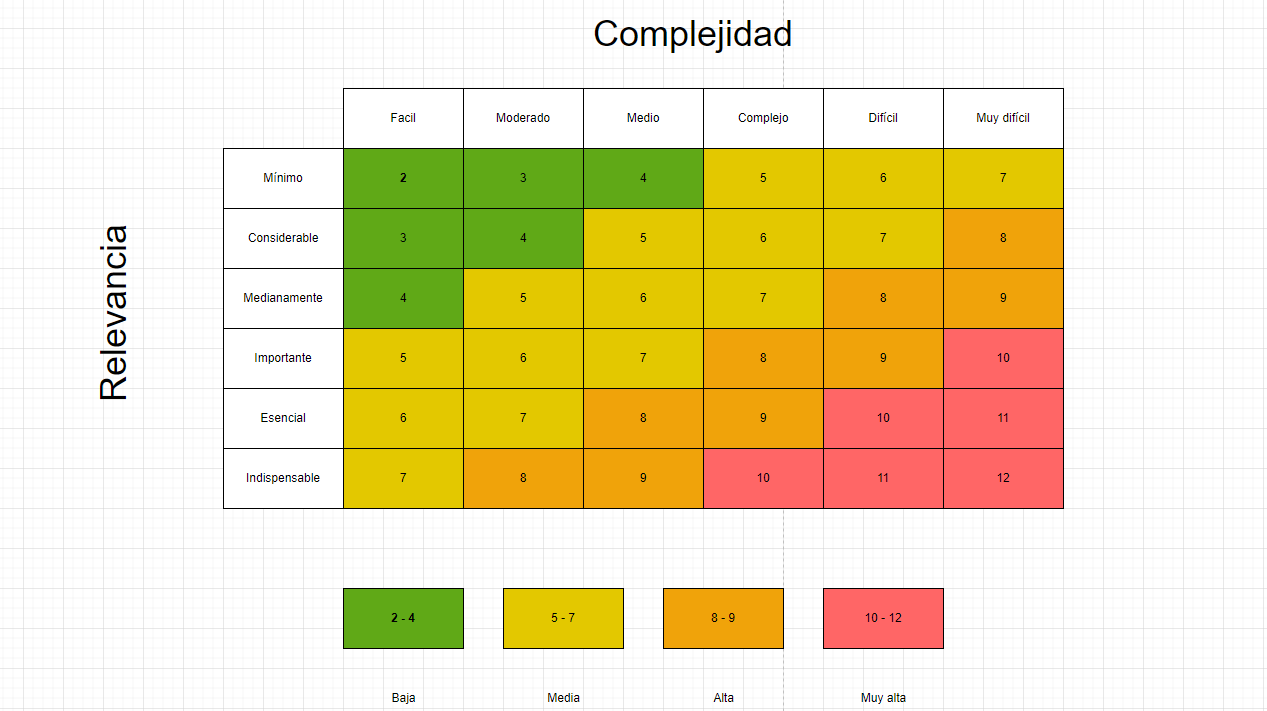 Complejidad
Relevancia
Facil Moderado Medio Complejo Difícil Muy difícil
Mínimo 2 3 4 5 6 7
Considerable 3 4 5 6 7 8
Medianamente 4 5 6 7 8 9
Importante 5 6 7 8 9 10
Esencial 6 7 8 9 10 11
Indispensable 7 8 9 10 11 12
2 - 4 5 - 7 8 - 9 10 - 12
Baja Media Alta Muy alta